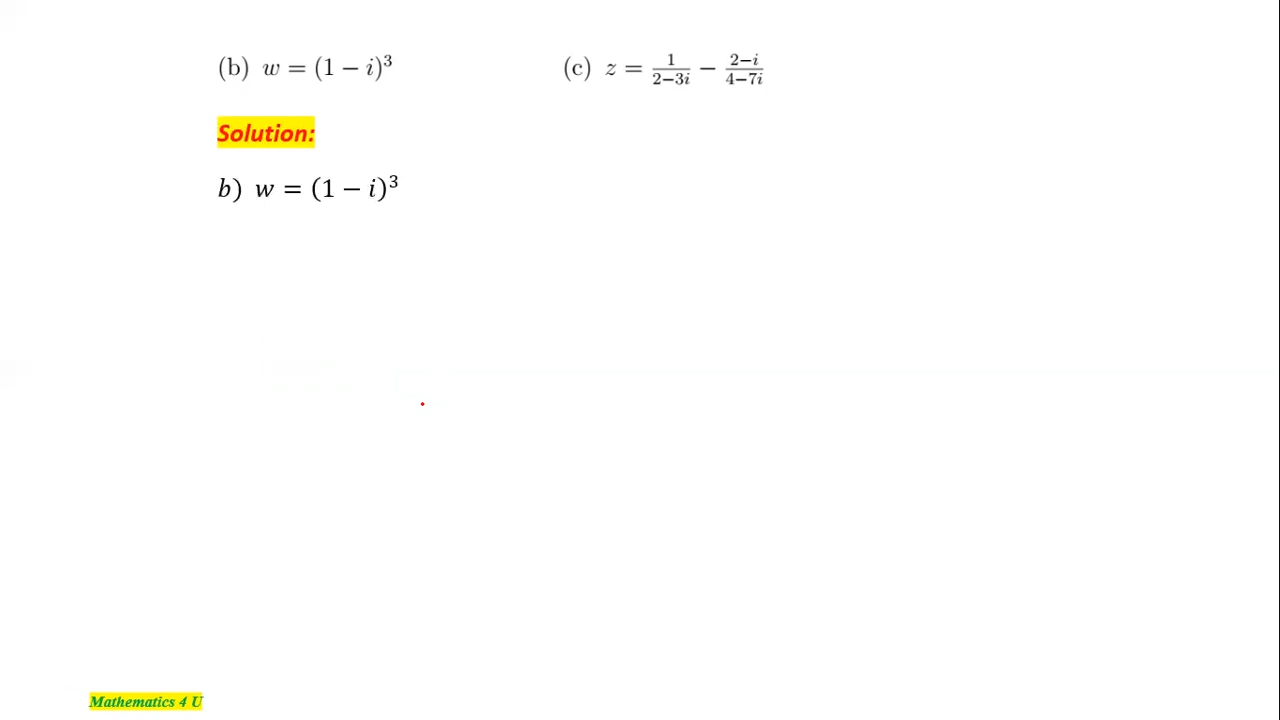 (b) w = (1 − i)³ (c) z = 1/(2−3i) − (2−i)/(4−7i)
Solution:
b) w = (1 − i)³
Mathematics 4 U